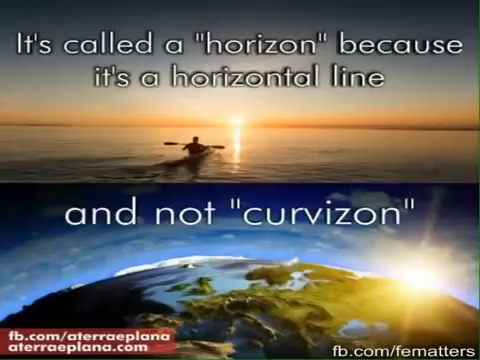 It's called a "horizon" because
it's a horizontal line
and not "curvizon"
fb.com/aterraeplana
aterraeplana.com
fb.com/fematters